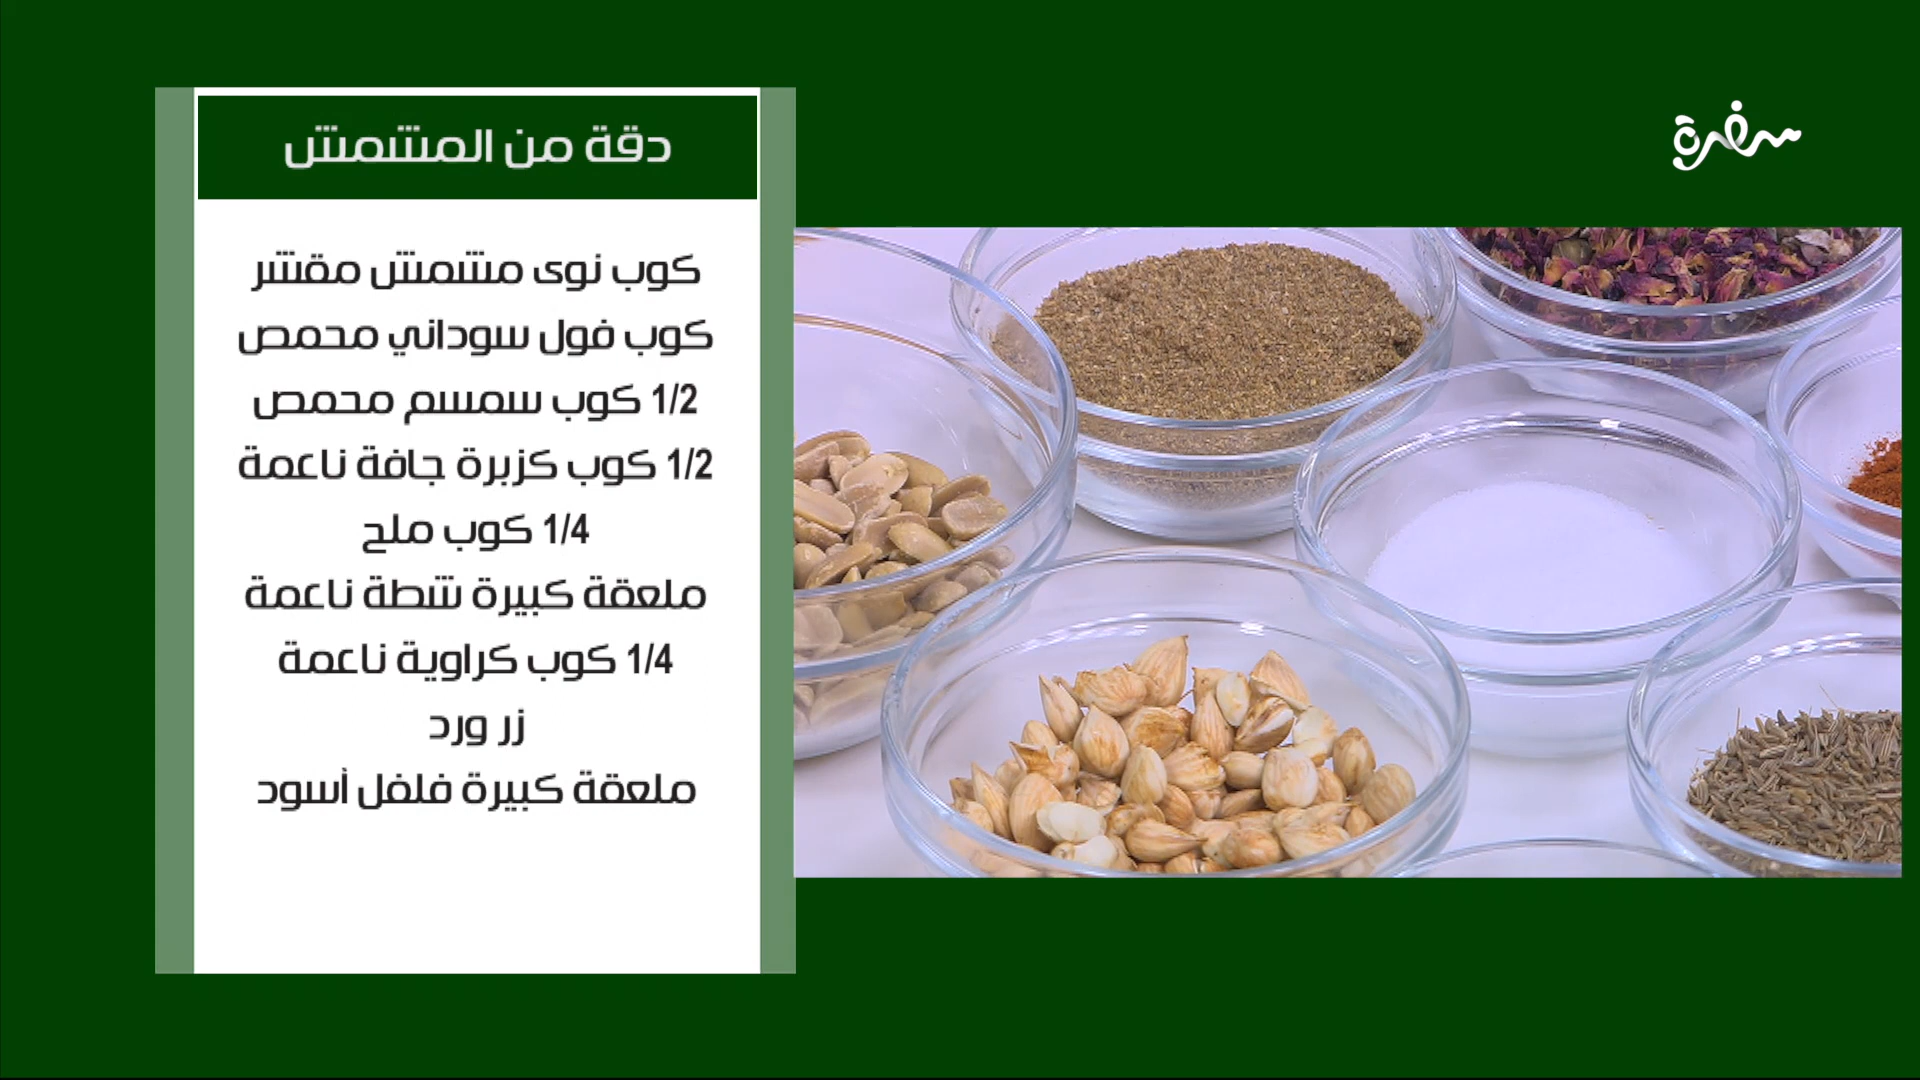 سفرة
دقة من المشمش
كوب نوى مشمش مقشر
كوب فول سوداني محمص
1/2 كوب سمسم محمص
1/2 كوب كزبرة جافة ناعمة
1/4 كوب ملح
ملعقة كبيرة شطة ناعمة
1/4 كوب كراوية ناعمة
زر ورد
ملعقة كبيرة فلفل أسود